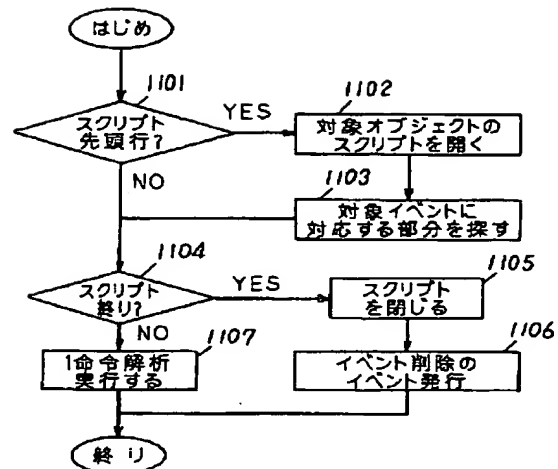 はじめ
1101
スクリプト
先頭行?
YES
1102
対象オブジェクトの
スクリプトを開く
NO
1103
対象イベントに
対応する部分を探す
1104
スクリプト
終り?
YES
1105
スクリプト
を閉じる
NO
1107
1命令解析
実行する
1106
イベント削除の
イベント発行
終り